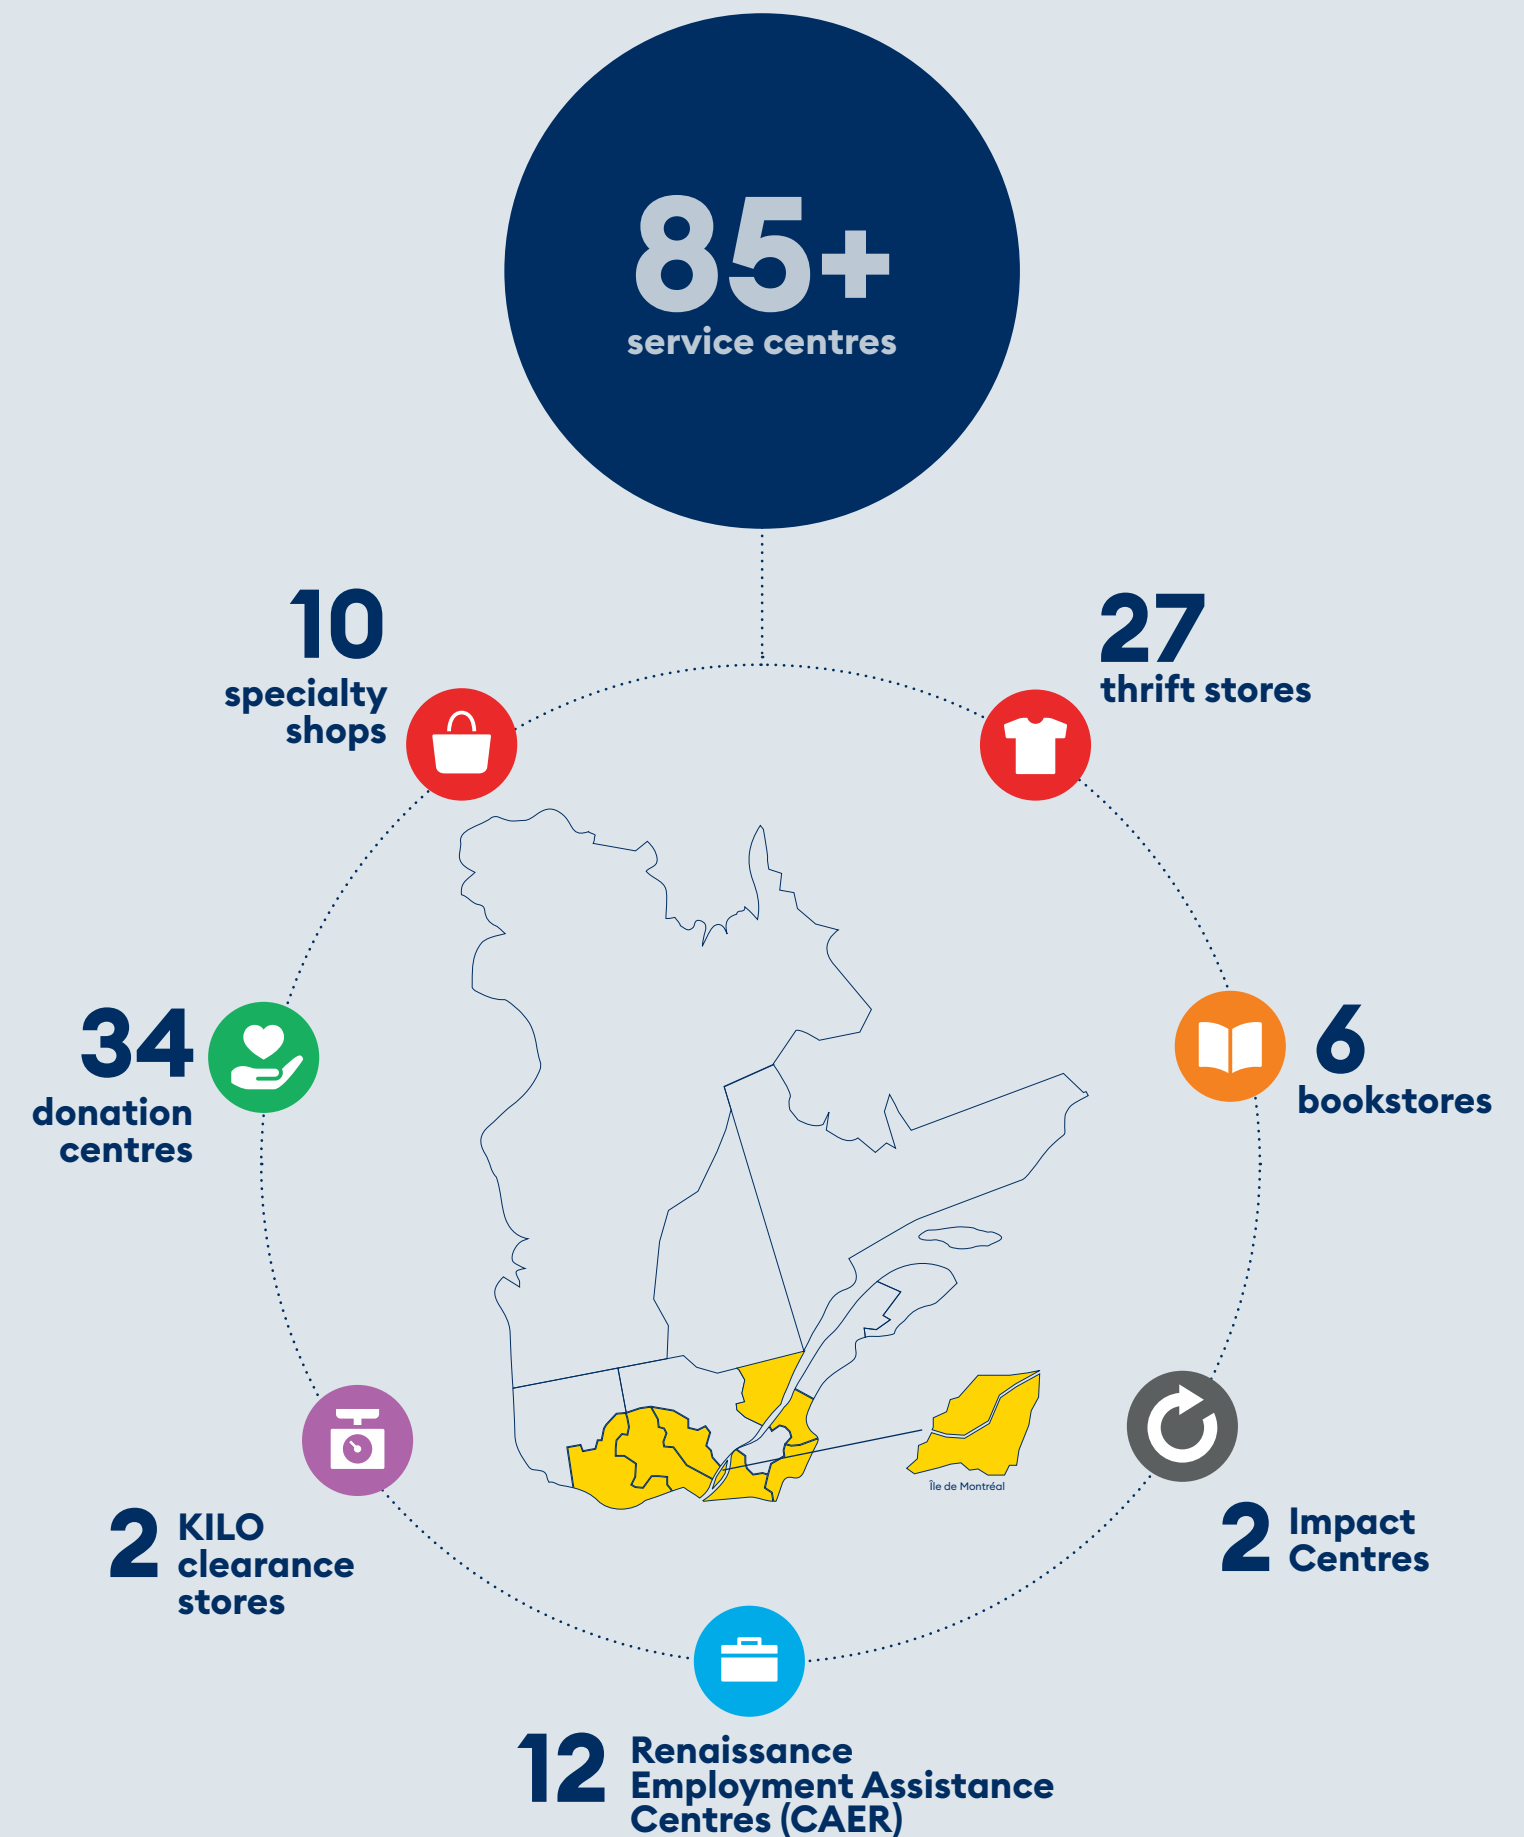 85+
service centres
10
specialty
shops
27
thrift stores
34
donation
centres
6
bookstores
Île de Montréal
2
KILO
clearance
stores
2
Impact
Centres
12
Renaissance
Employment Assistance
Centres (CAER)